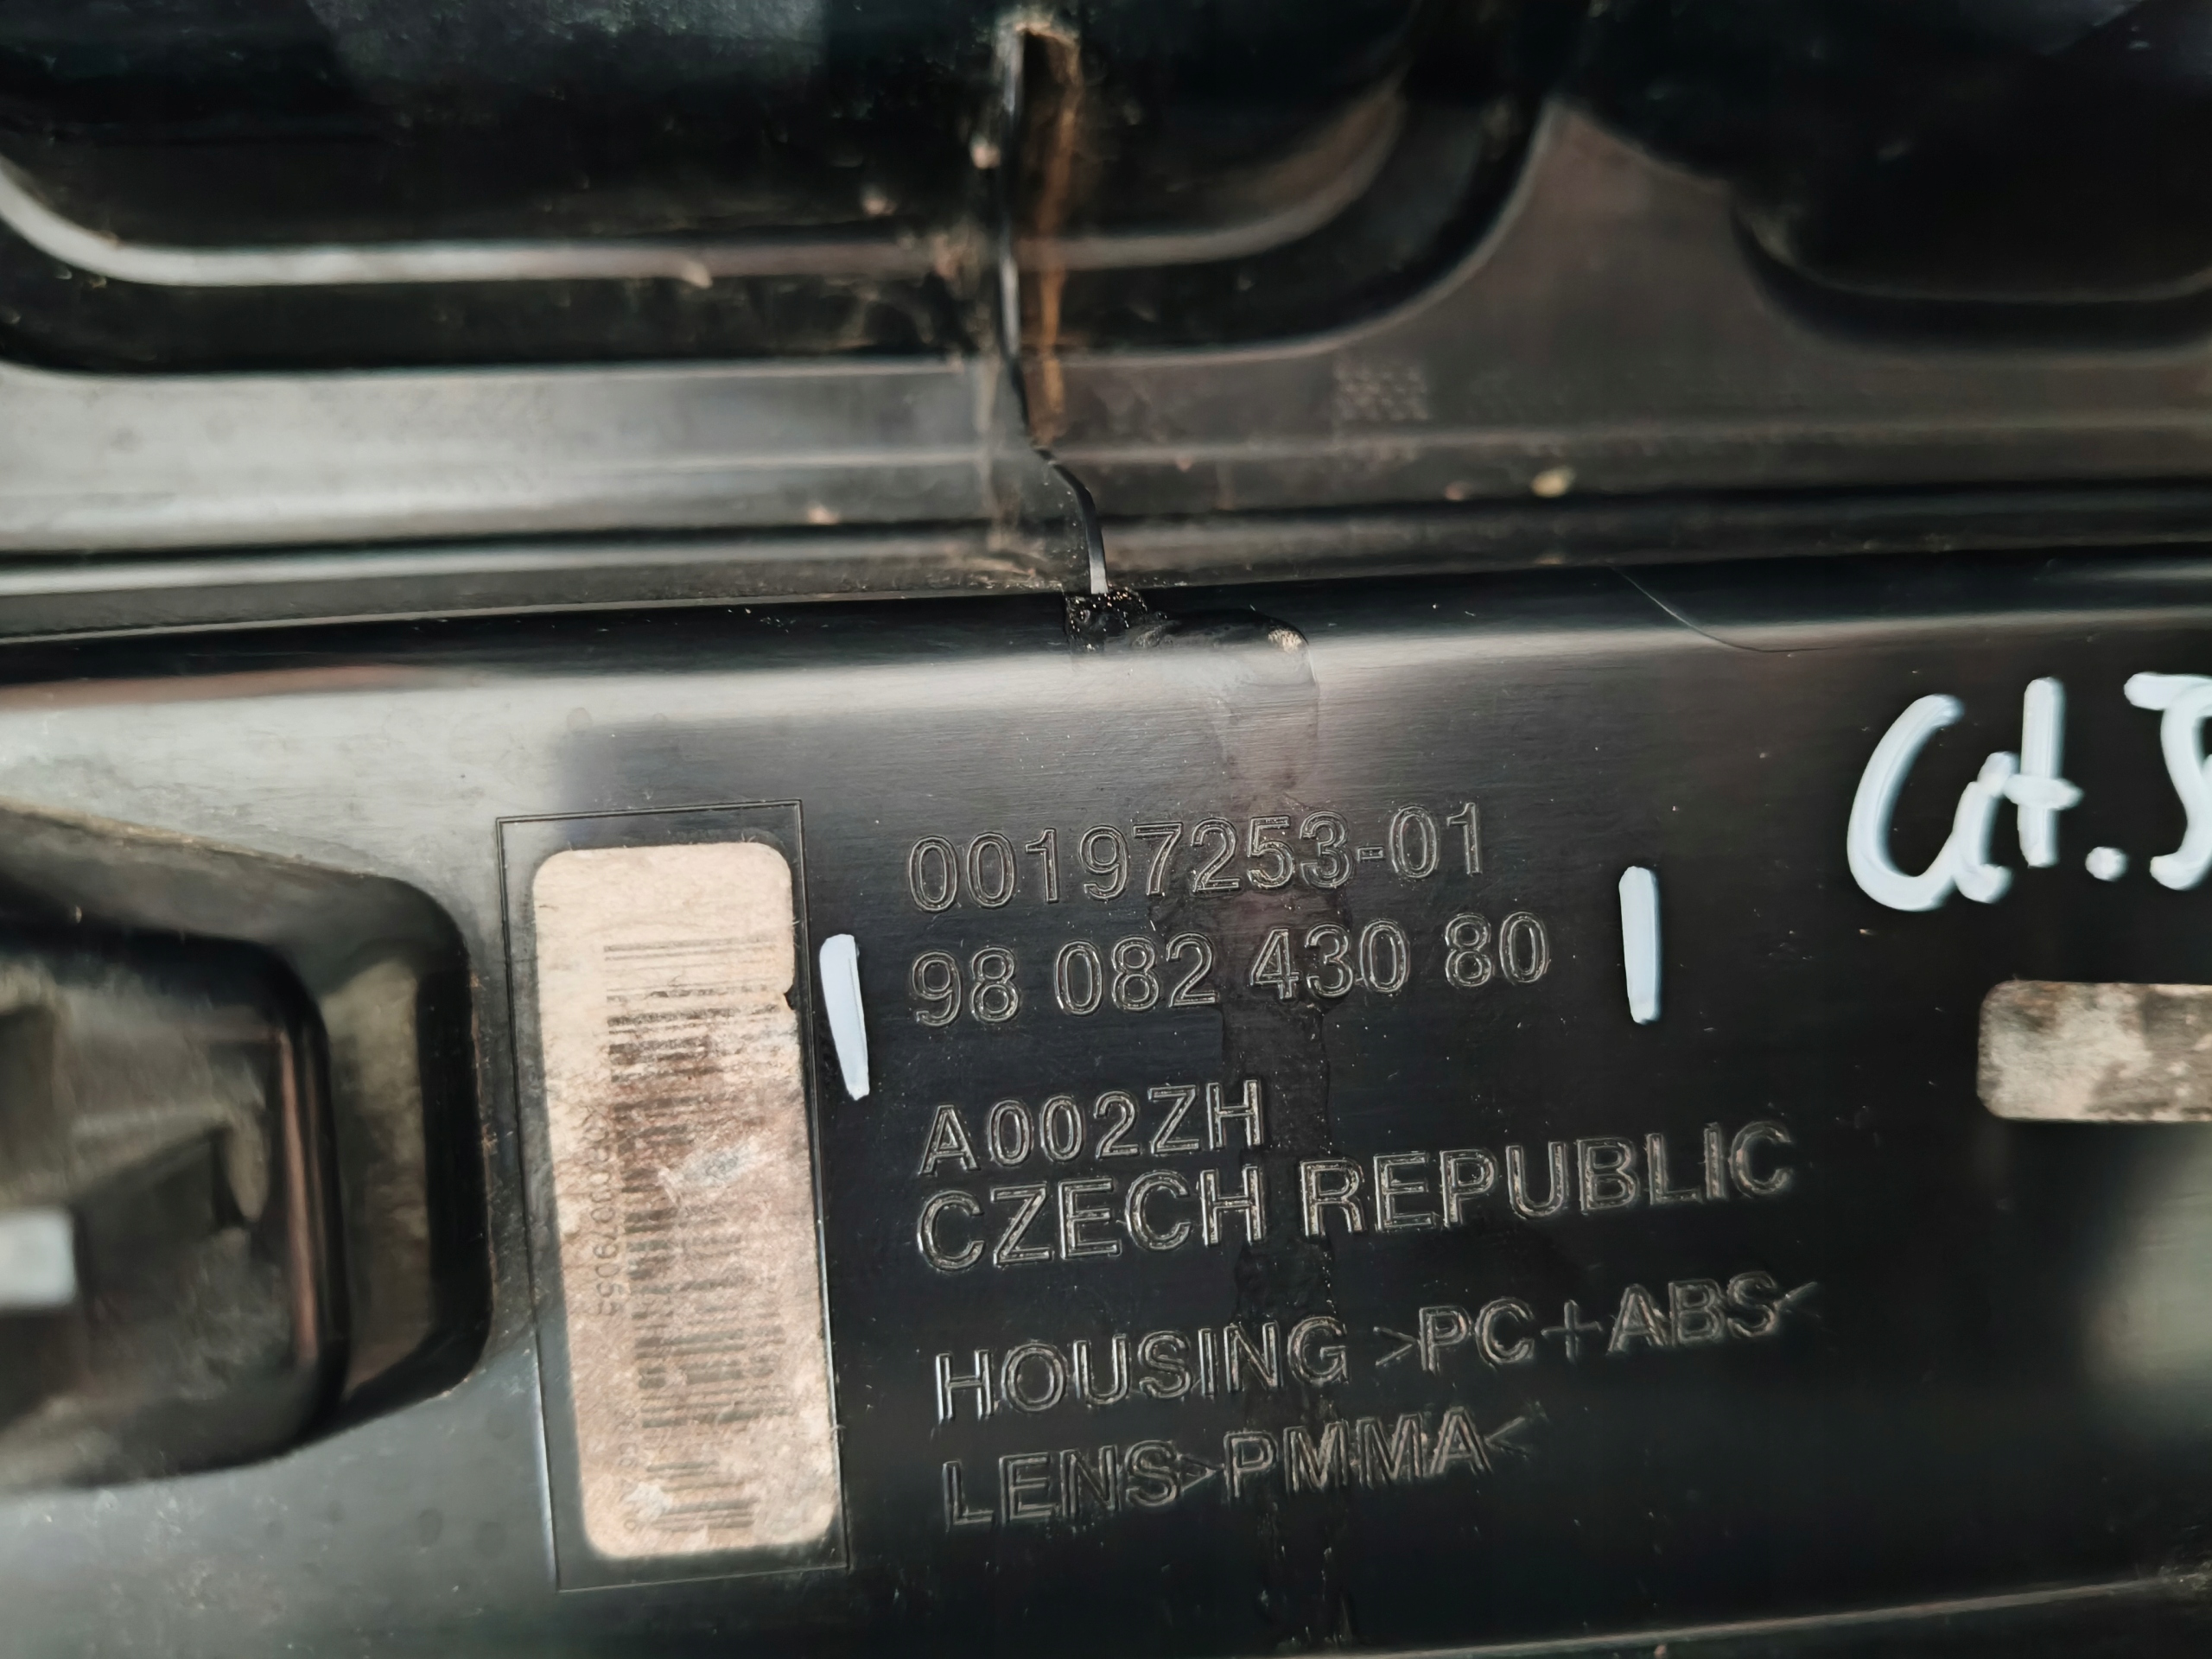 00197253-01
98 082 430 80
A002ZH
CZECH REPUBLIC
HOUSING >PC+ABS<
LENS>PMMA<